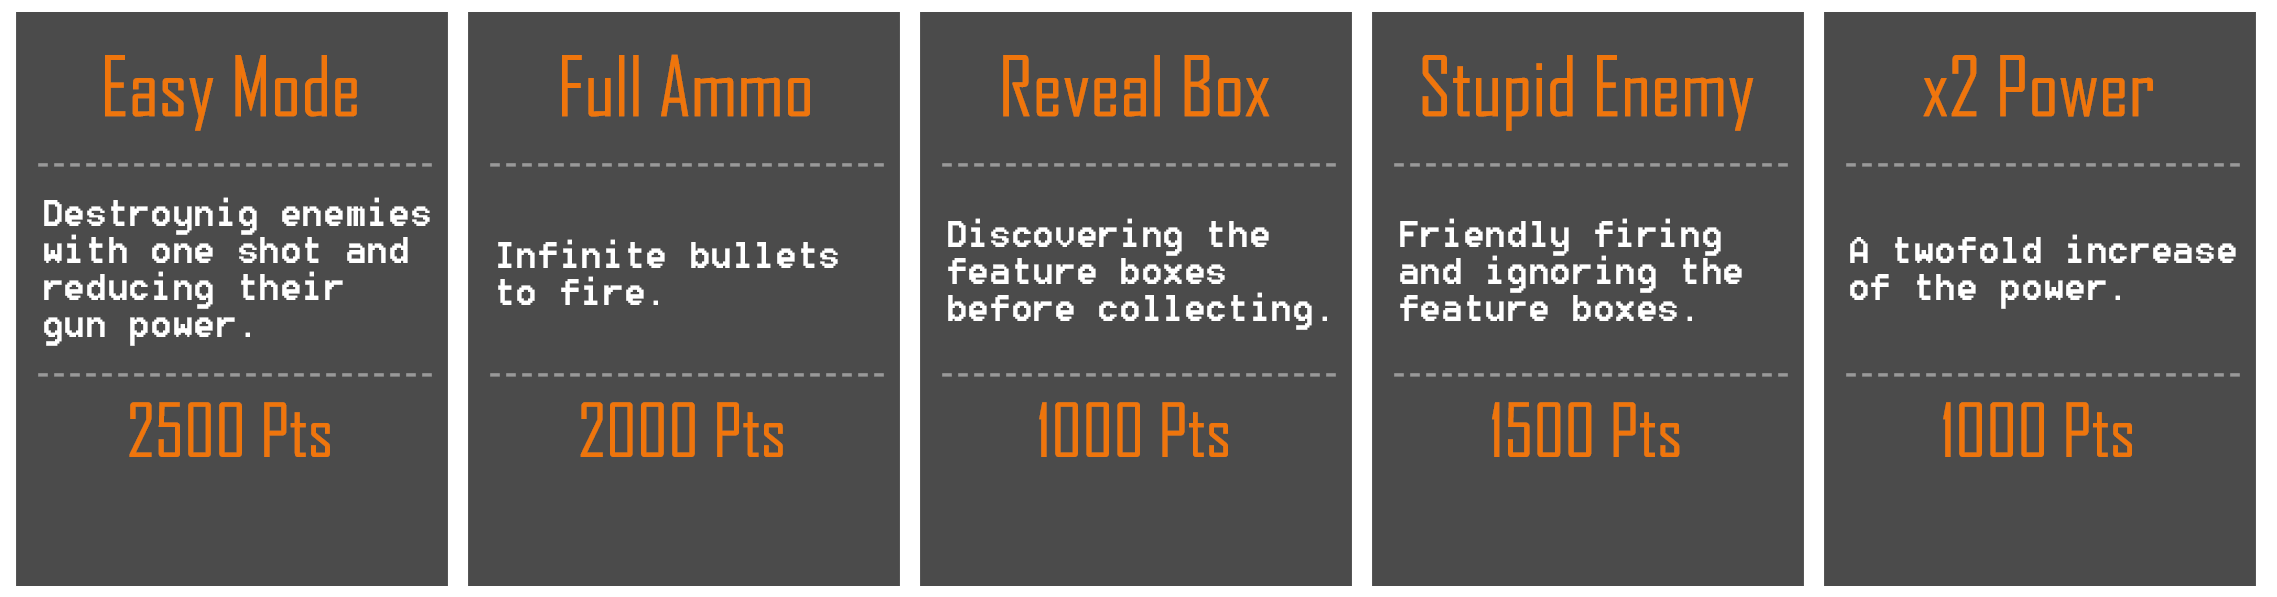 Easy Mode
Destroynig enemies
with one shot and
reducing their
gun power.
2500 Pts
Full Ammo
Infinite bullets
to fire.
2000 Pts
Reveal Box
Discovering the
feature boxes
before collecting.
1000 Pts
Stupid Enemy
Friendly firing
and ignoring the
feature boxes.
1500 Pts
x2 Power
A twofold increase
of the power.
1000 Pts